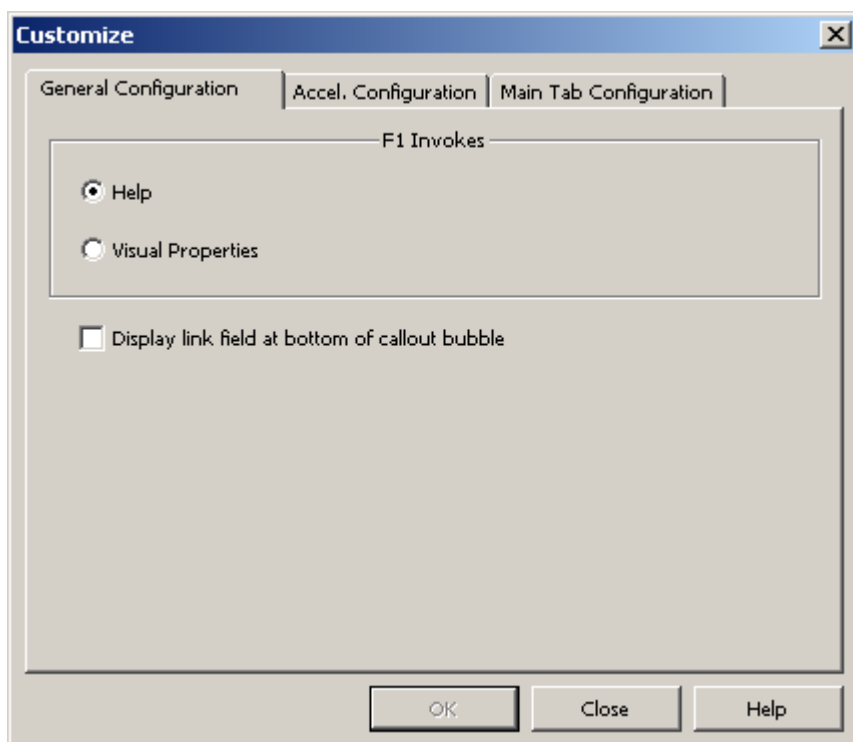 Customize
General Configuration
Accel. Configuration
Main Tab Configuration
F1 Invokes
Help
Visual Properties
Display link field at bottom of callout bubble
OK
Close
Help